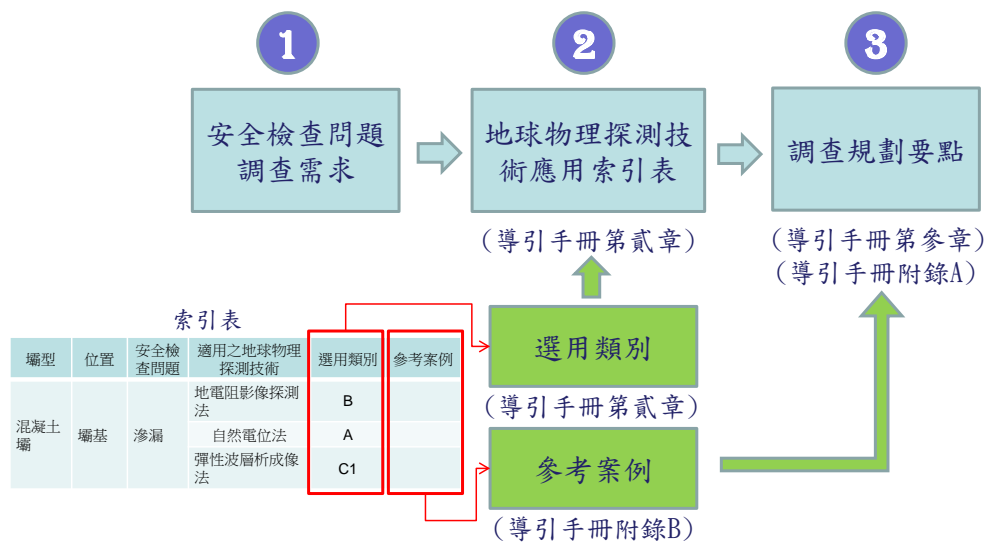 1
2
3
安全檢查問題
調查需求
地球物理探測技
術應用索引表
調查規劃要點
(導引手冊第貳章)
(導引手冊第參章)
(導引手冊附錄A)
索引表
壩型
位置
安全檢
查問題
適用之地球物理
探測技術
選用類別
參考案例
混凝土
壩
壩基
滲漏
地電阻影像探測
法
B
自然電位法
A
彈性波層析成像
法
C1
選用類別
(導引手冊第貳章)
參考案例
(導引手冊附錄B)